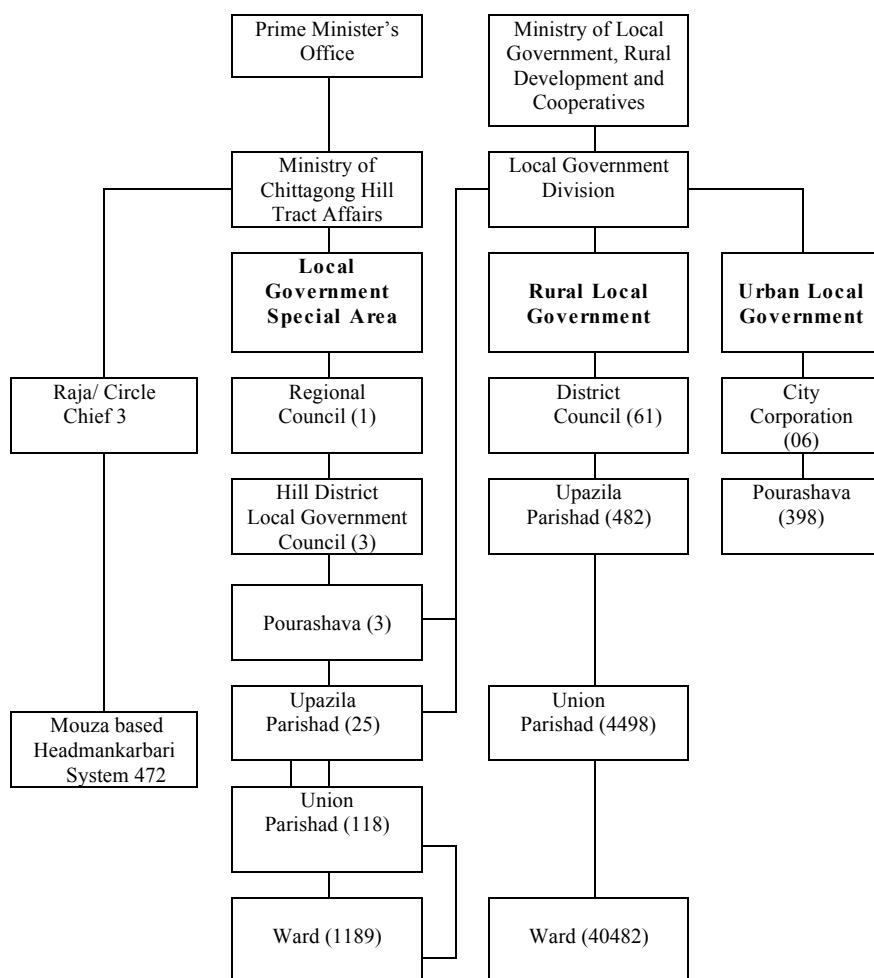 Prime Minister’s
Office
Ministry of Local
Government, Rural
Development and
Cooperatives
Ministry of
Chittagong Hill
Tract Affairs
Local Government
Division
Local
Government
Special Area
Rural Local
Government
Urban Local
Government
Raja/ Circle
Chief 3
Regional
Council (1)
District
Council (61)
City
Corporation
(06)
Hill District
Local Government
Council (3)
Upazila
Parishad (482)
Pourashava
(398)
Pourashava (3)
Mouza based
Headmankarbari
System 472
Upazila
Parishad (25)
Union
Parishad (4498)
Union
Parishad (118)
Ward (1189)
Ward (40482)